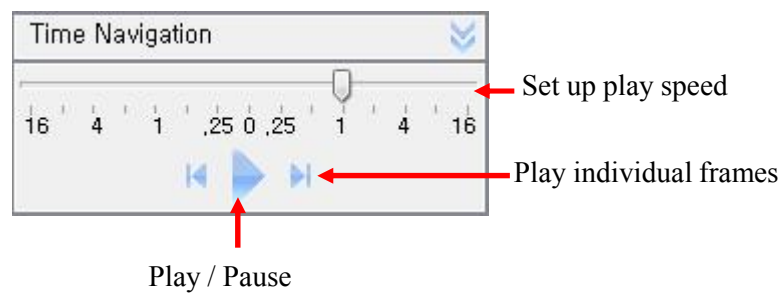 Time Navigation
Set up play speed
16 4 1 ,25 0 ,25 1 4 16
Play individual frames
Play / Pause